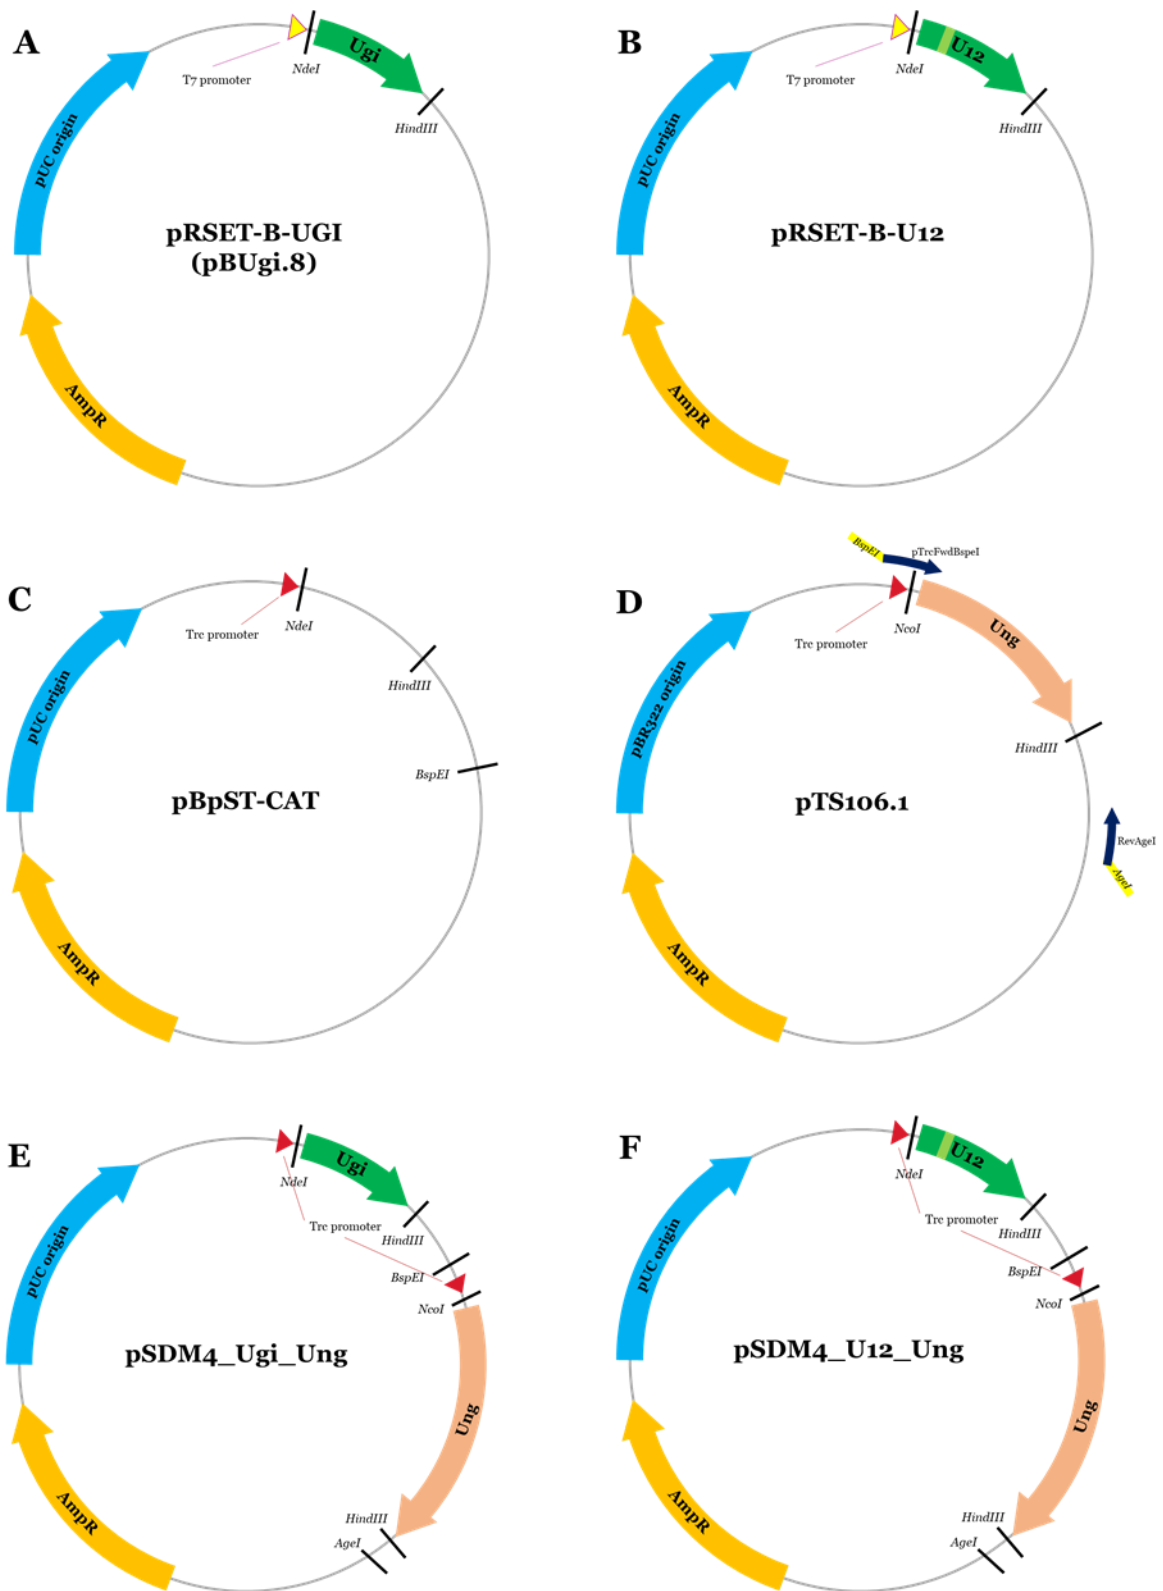 A
Ugi
NdeI
T7 promoter
HindIII
pUC origin
pRSET-B-UGI
(pBUgi.8)
AmpR
B
U12
NdeI
T7 promoter
HindIII
pUC origin
pRSET-B-U12
AmpR
C
Trc promoter
NdeI
HindIII
BspEI
pUC origin
pBpST-CAT
AmpR
D
BspEI
pTrcFwdBspeI
NcoI
Trc promoter
Ung
HindIII
pBR322 origin
pTS106.1
RevAgeI
AgeI
AmpR
E
Ugi
NdeI
Trc promoter
HindIII
BspEI
NcoI
pUC origin
pSDM4_Ugi_Ung
Ung
HindIII
AgeI
AmpR
F
U12
NdeI
Trc promoter
HindIII
BspEI
NcoI
pUC origin
pSDM4_U12_Ung
Ung
HindIII
AgeI
AmpR